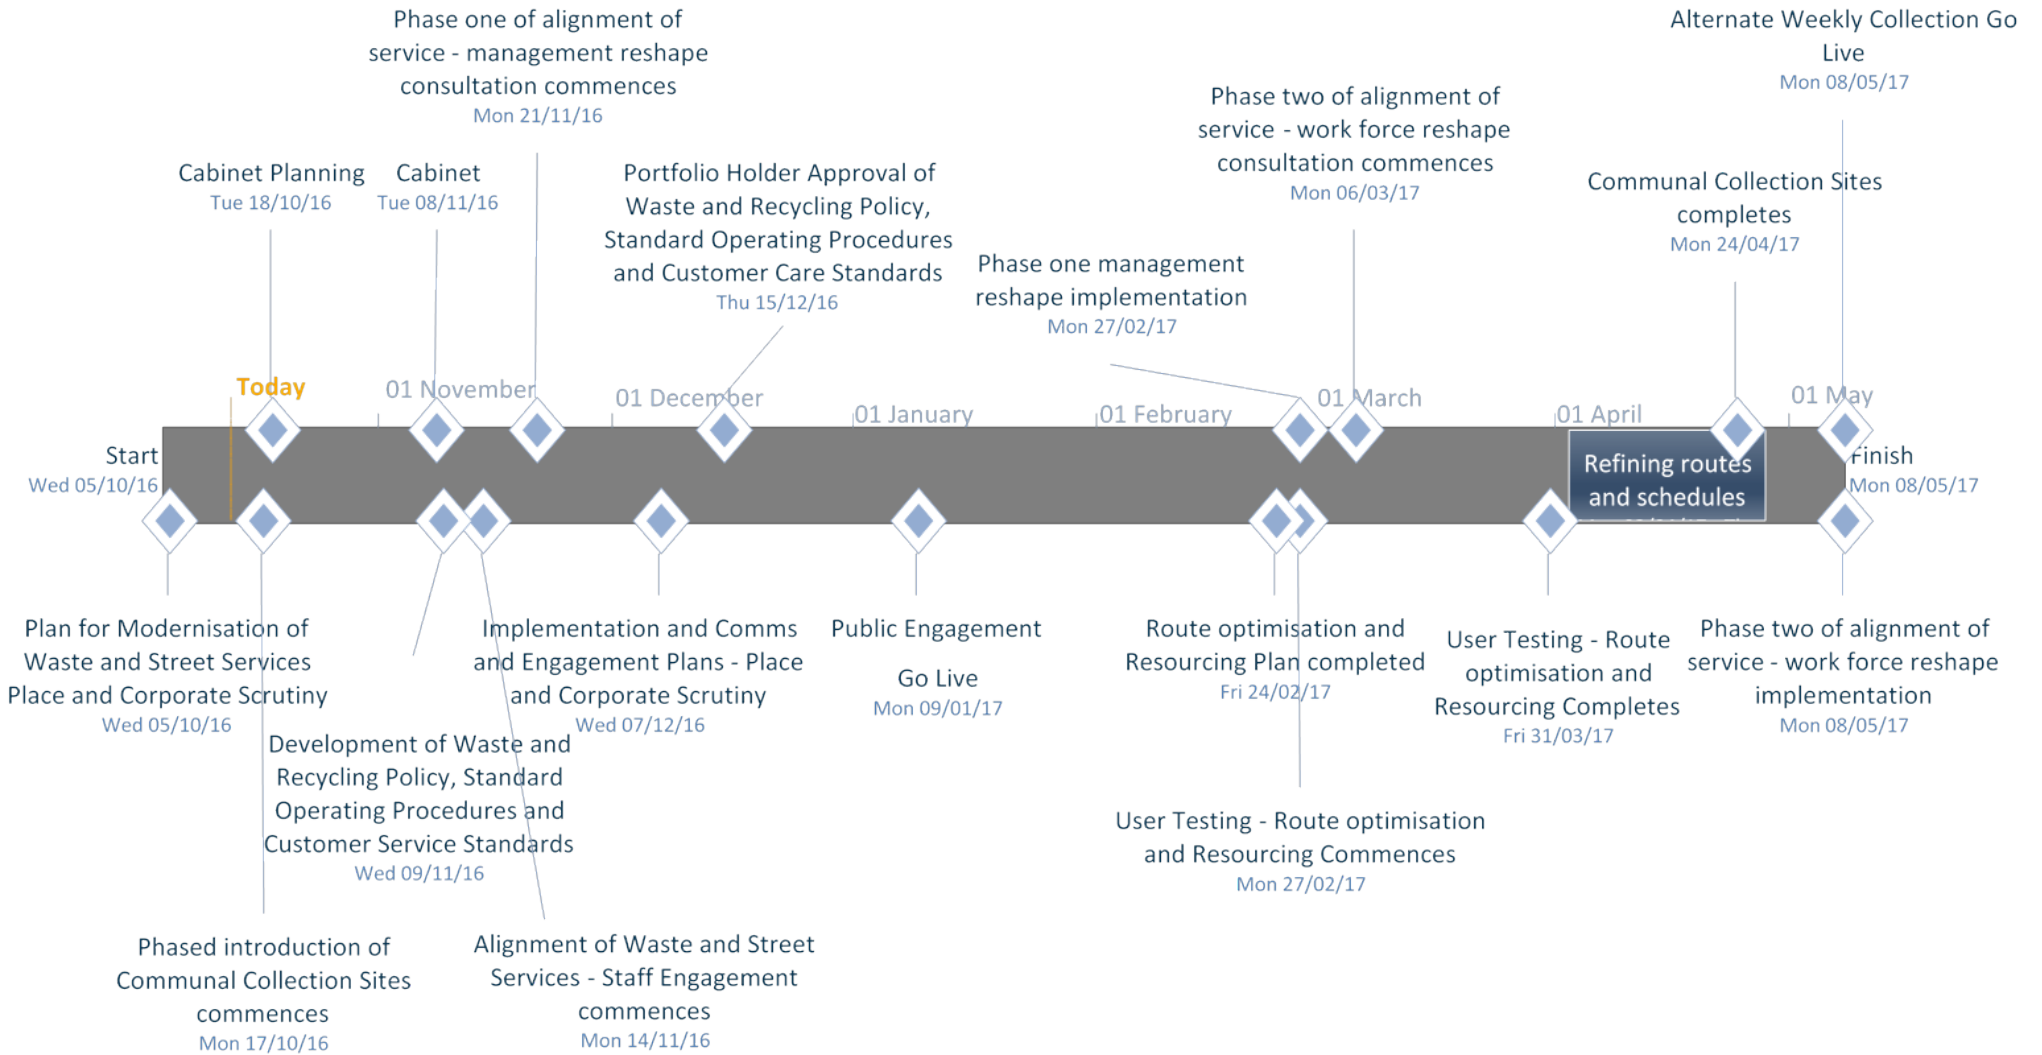 Phase one of alignment of
service - management reshape
consultation commences
Mon 21/11/16
Alternate Weekly Collection Go
Live
Mon 08/05/17
Phase two of alignment of
service - work force reshape
consultation commences
Mon 06/03/17
Cabinet Planning
Tue 18/10/16
Cabinet
Tue 08/11/16
Portfolio Holder Approval of
Waste and Recycling Policy,
Standard Operating Procedures
and Customer Care Standards
Thu 15/12/16
Communal Collection Sites
completes
Mon 24/04/17
Phase one management
reshape implementation
Mon 27/02/17
Today
01 November
01 December
01 January
01 February
01 March
01 April
01 May
Start
Wed 05/10/16
Refining routes
and schedules
Finish
Mon 08/05/17
Plan for Modernisation of
Waste and Street Services
Place and Corporate Scrutiny
Wed 05/10/16
Implementation and Comms
and Engagement Plans - Place
and Corporate Scrutiny
Wed 07/12/16
Public Engagement
Go Live
Mon 09/01/17
Route optimisation and
Resourcing Plan completed
Fri 24/02/17
User Testing - Route
optimisation and
Resourcing Completes
Fri 31/03/17
Phase two of alignment of
service - work force reshape
implementation
Mon 08/05/17
Development of Waste and
Recycling Policy, Standard
Operating Procedures and
Customer Service Standards
Wed 09/11/16
User Testing - Route optimisation
and Resourcing Commences
Mon 27/02/17
Phased introduction of
Communal Collection Sites
commences
Mon 17/10/16
Alignment of Waste and Street
Services - Staff Engagement
commences
Mon 14/11/16